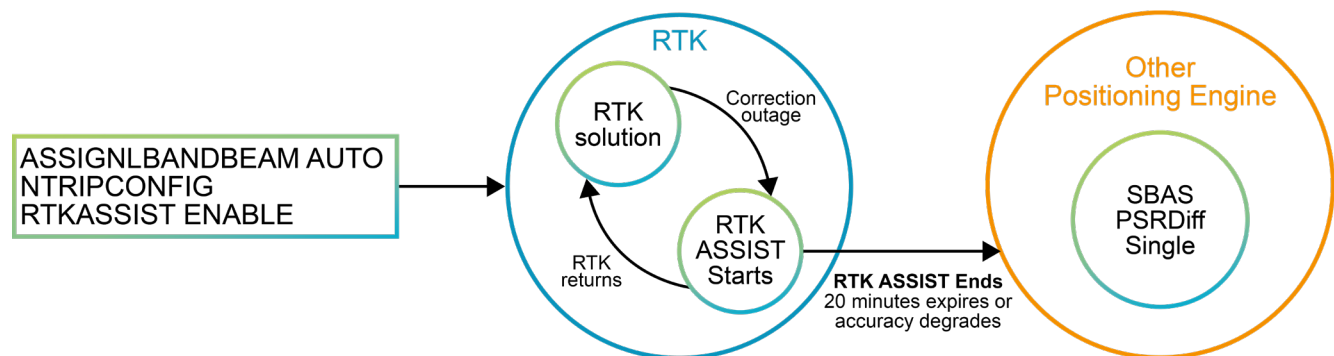 ASSIGNLBANDBEAM AUTO
NTRIPCONFIG
RTKASSIST ENABLE
RTK
RTK
solution
Correction
outage
RTK
returns
RTK
ASSIST
Starts
RTK ASSIST Ends
20 minutes expires or
accuracy degrades
Other
Positioning Engine
SBAS
PSRDiff
Single